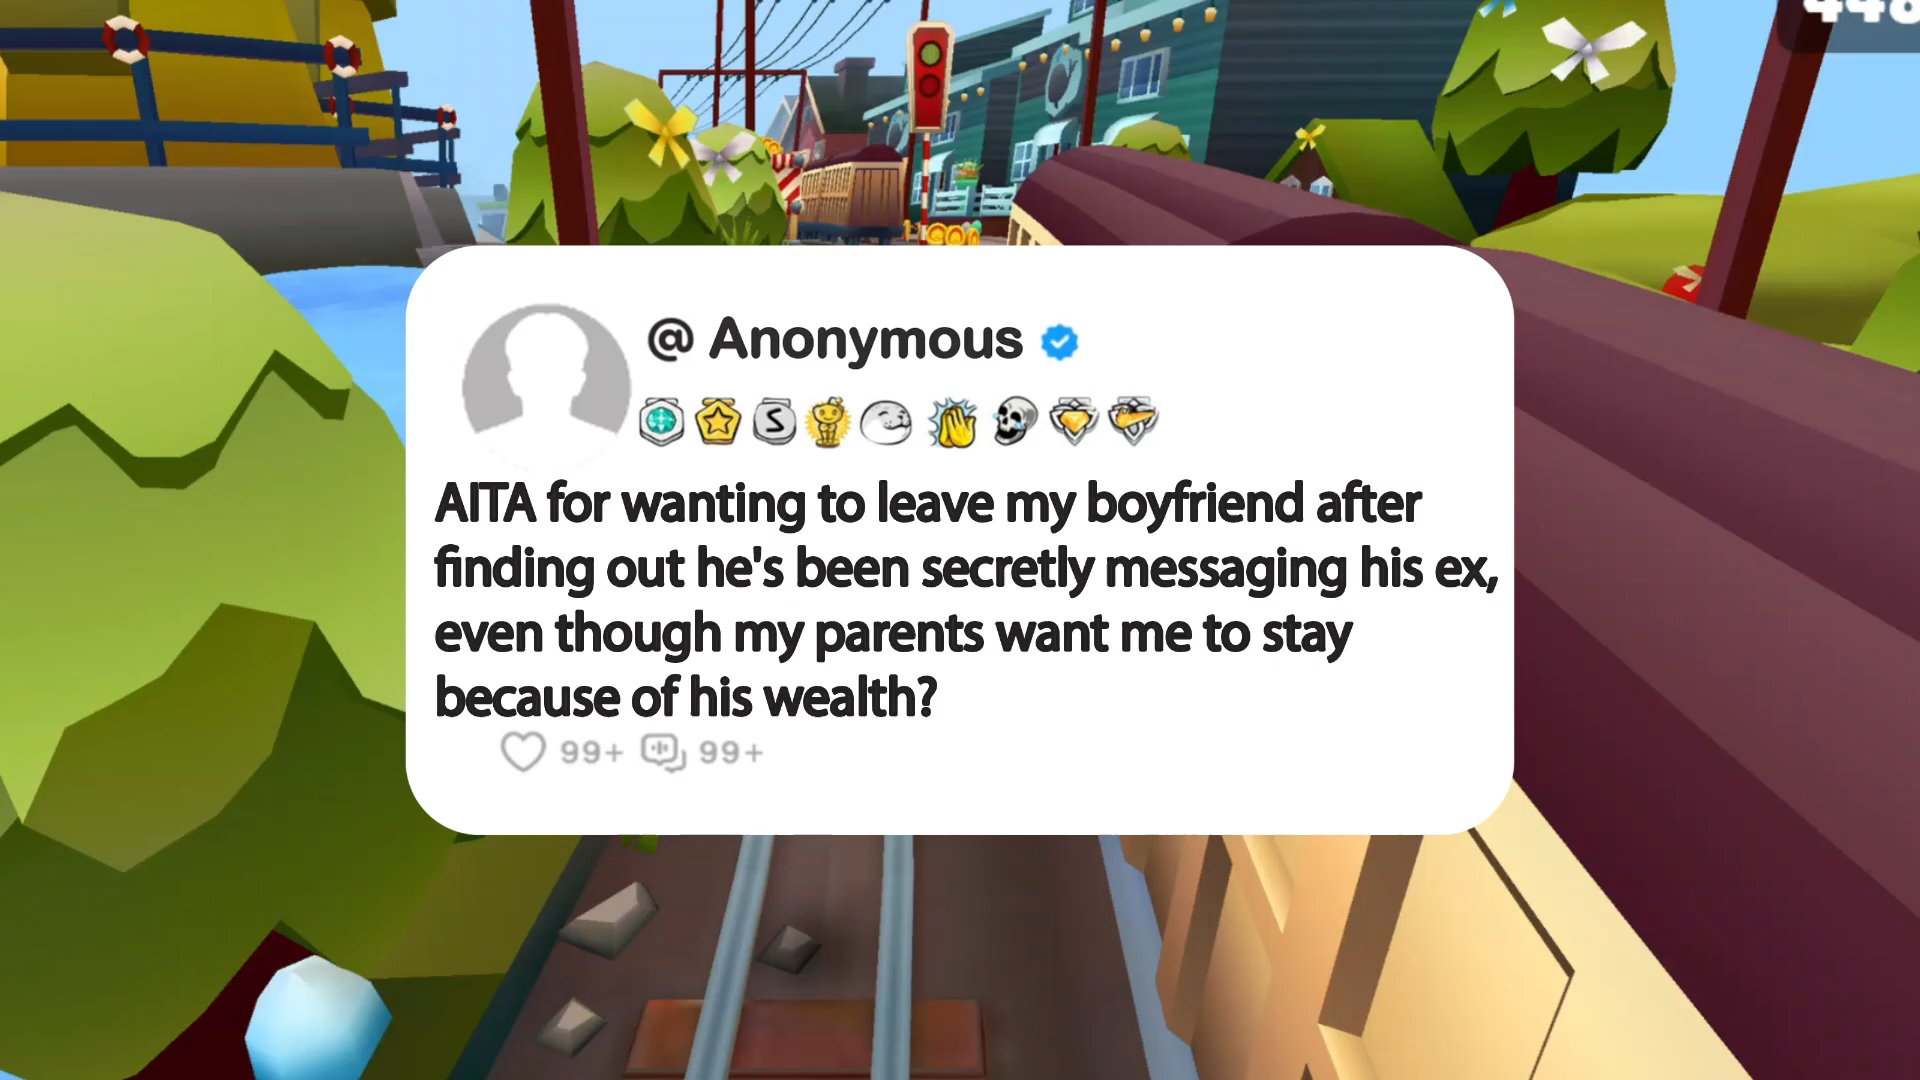 448
@ Anonymous
AITA for wanting to leave my boyfriend after
finding out he's been secretly messaging his ex,
even though my parents want me to stay
because of his wealth?
99+ 99+